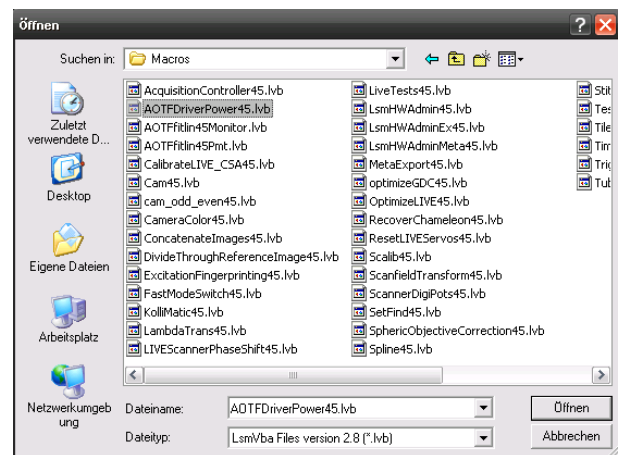 Öffnen
Suchen in:
Macros
Zuletzt
verwendete D...
Desktop
Eigene Dateien
Arbeitsplatz
Netzwerkumgeb
ung
AcquisitionController45.lvb
AOTFDriverPower45.lvb
AOTFfitlin45Monitor.lvb
AOTFfitlin45Pmt.lvb
CalibrateLIVE_CSA45.lvb
Cam45.lvb
cam_odd_even45.lvb
CameraColor45.lvb
ConcatenateImages45.lvb
DivideThroughReferenceImage45.lvb
ExcitationFingerprinting45.lvb
FastModeSwitch45.lvb
KolliMatic45.lvb
LambdaTrans45.lvb
LIVEScannerPhaseShift45.lvb
LiveTests45.lvb
LsmHWAdmin45.lvb
LsmHWAdminEx45.lvb
LsmHWAdminMeta45.lvb
MetaExport45.lvb
optimizeGDC45.lvb
OptimizeLIVE45.lvb
RecoverChameleon45.lvb
ResetLIVEServos45.lvb
Scalib45.lvb
ScanfieldTransform45.lvb
ScannerDigiPots45.lvb
SetFind45.lvb
SphericObjectiveCorrection45.lvb
Spline45.lvb
Dateiname:
AOTFDriverPower45.lvb
Öffnen
Dateityp:
LsmVba Files version 2.8 (*.lvb)
Abbrechen